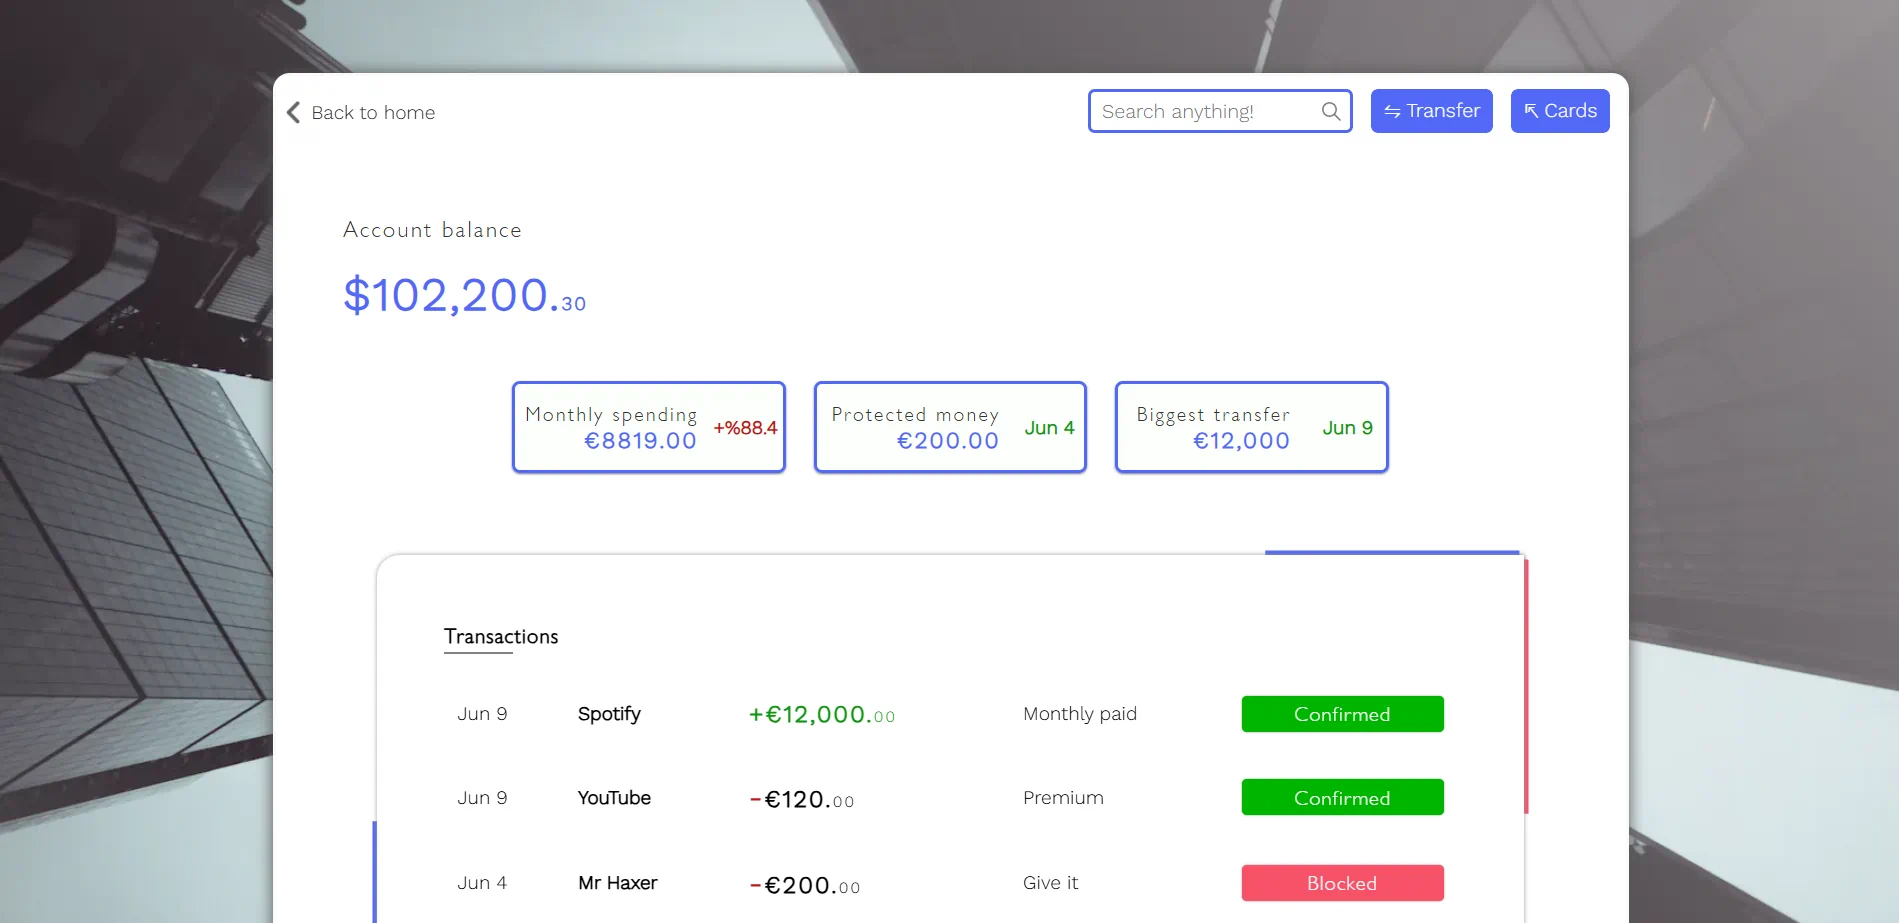 Back to home
Search anything!
⇋ Transfer
⇱ Cards
Account balance
$102,200.30
Monthly spending
€8819.00
+%88.4
Protected money
€200.00
Jun 4
Biggest transfer
€12,000
Jun 9
Transactions
Jun 9 Spotify +€12,000.00 Monthly paid Confirmed
Jun 9 YouTube -€120.00 Premium Confirmed
Jun 4 Mr Haxer -€200.00 Give it Blocked